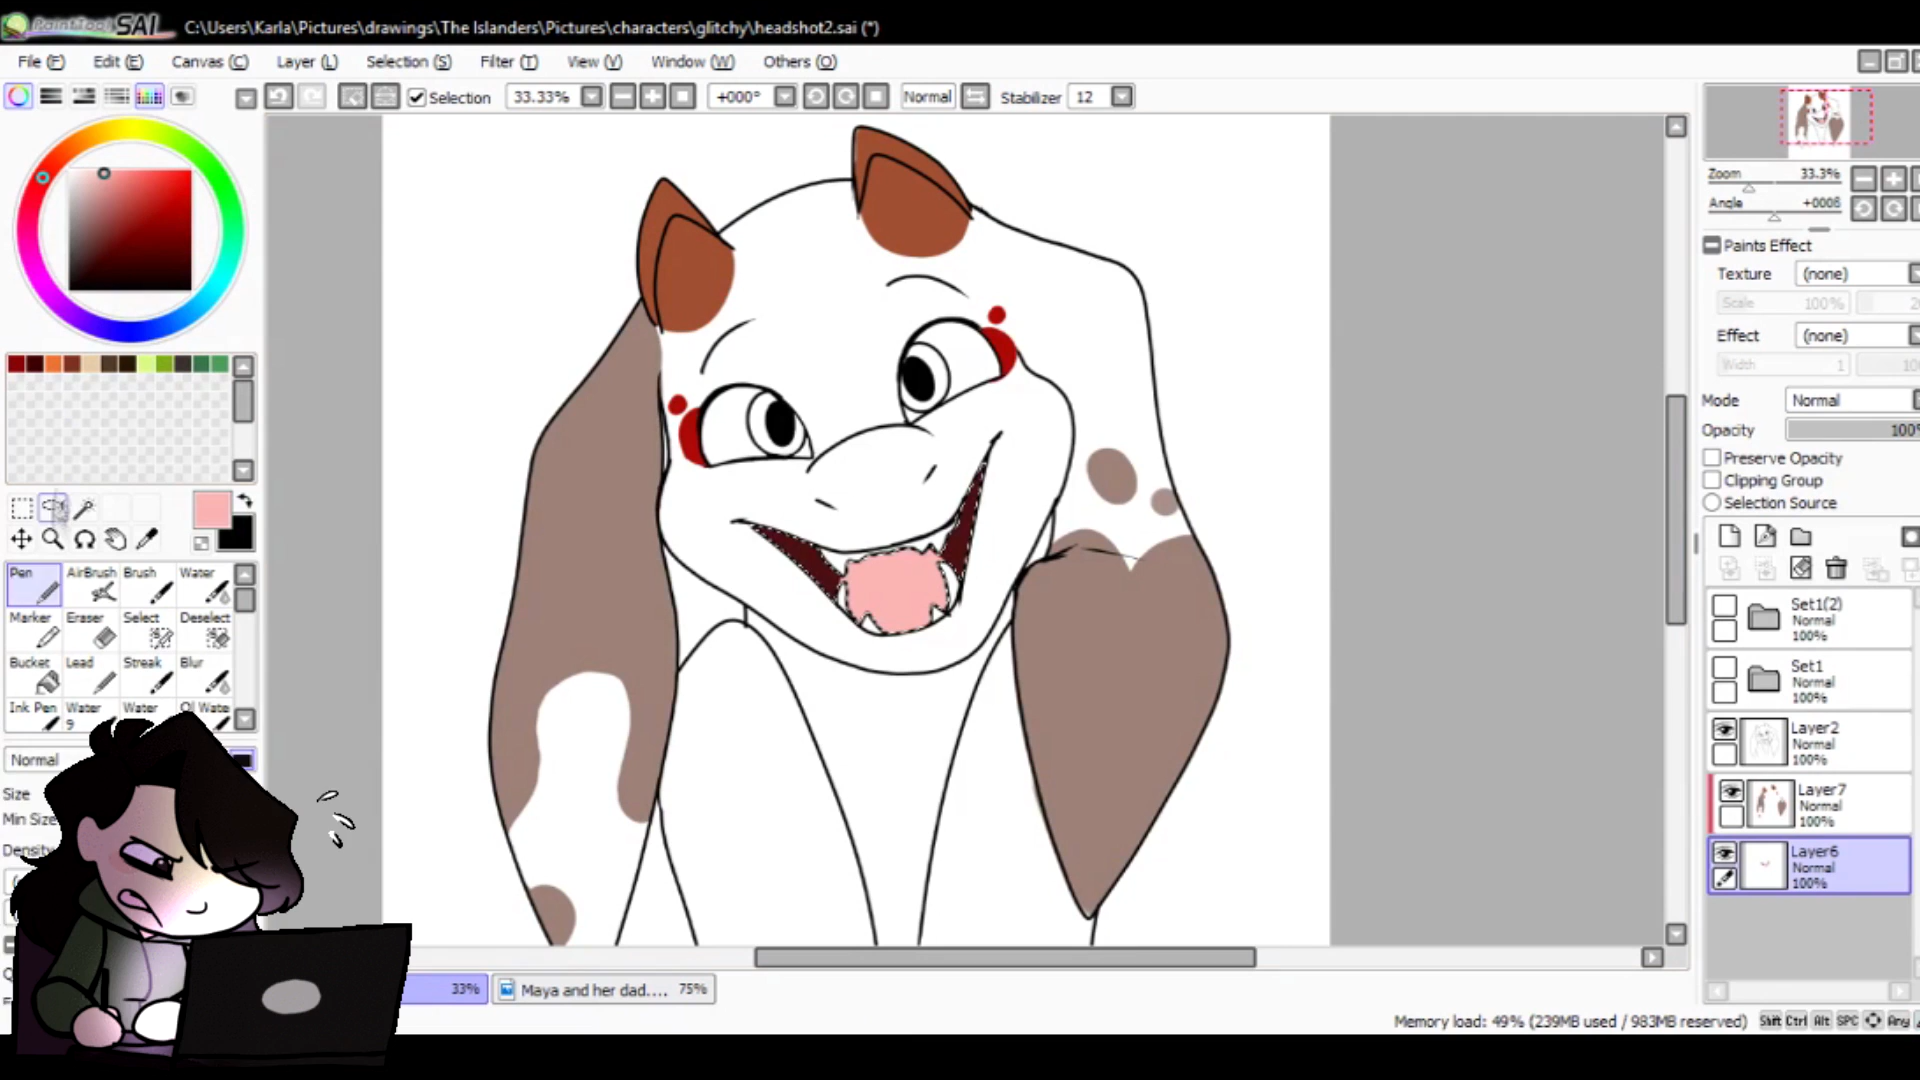 PaintTool SAI C:\Users\Karla\Pictures\drawings\The Islanders\Pictures\characters\glitchy\headshot2.sai (*)
File (F) Edit (E) Canvas (C) Layer (L) Selection (S) Filter (T) View (V) Window (W) Others (O)
Selection 33.33% +000° Normal Stabilizer 12
Zoom 33.3%
Angle +000
Paints Effect
Texture (none)
Scale 100%
Effect (none)
Width 1
Mode Normal
Opacity 100%
Preserve Opacity
Clipping Group
Selection Source
Pen AirBrush Brush Water
Marker Eraser Select Deselect
Bucket Lead Streak Blur
Ink Pen Water 9 Water
Normal
Size
Min Size
Density
Set1(2)
Normal
100%
Set1
Normal
100%
Layer2
Normal
100%
Layer7
Normal
100%
Layer6
Normal
100%
33% Maya and her dad.... 75%
Memory load: 49% (239MB used / 983MB reserved) Shift Ctrl Alt SPC Any